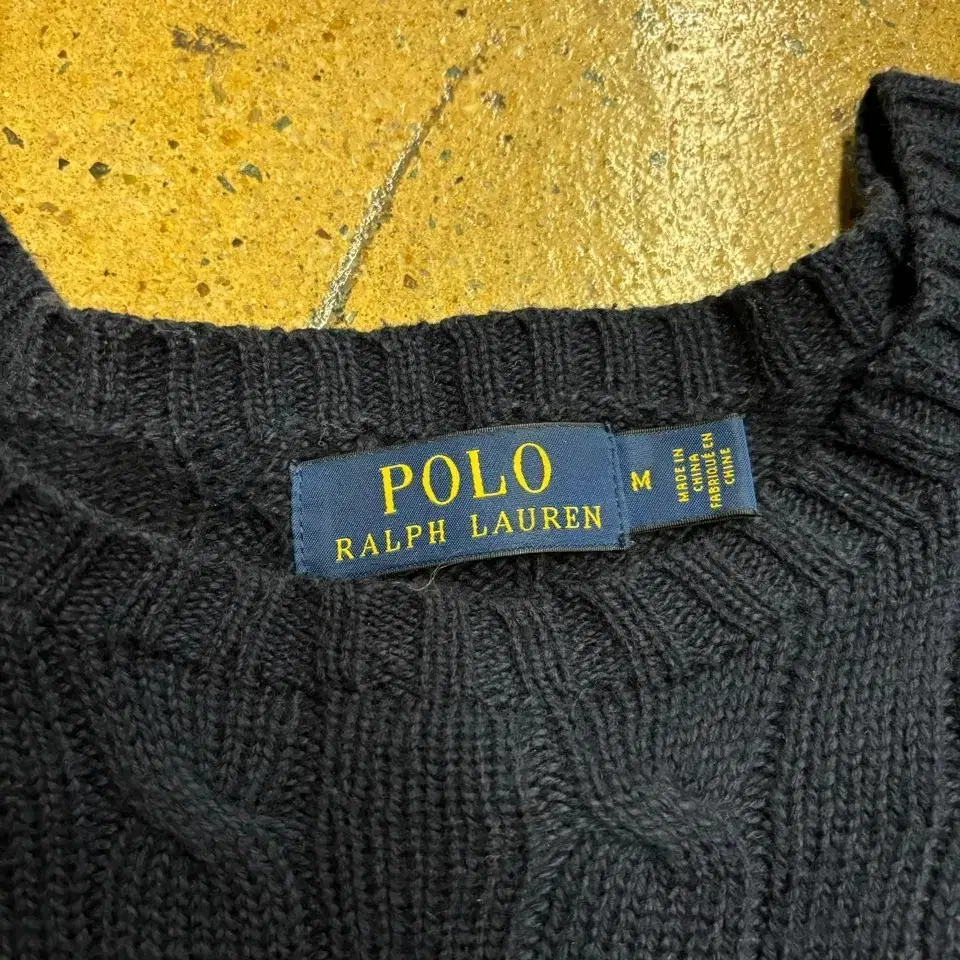 POLO
RALPH LAUREN
M
MADE IN
CHINA
FABRIQUÉ EN
CHINE